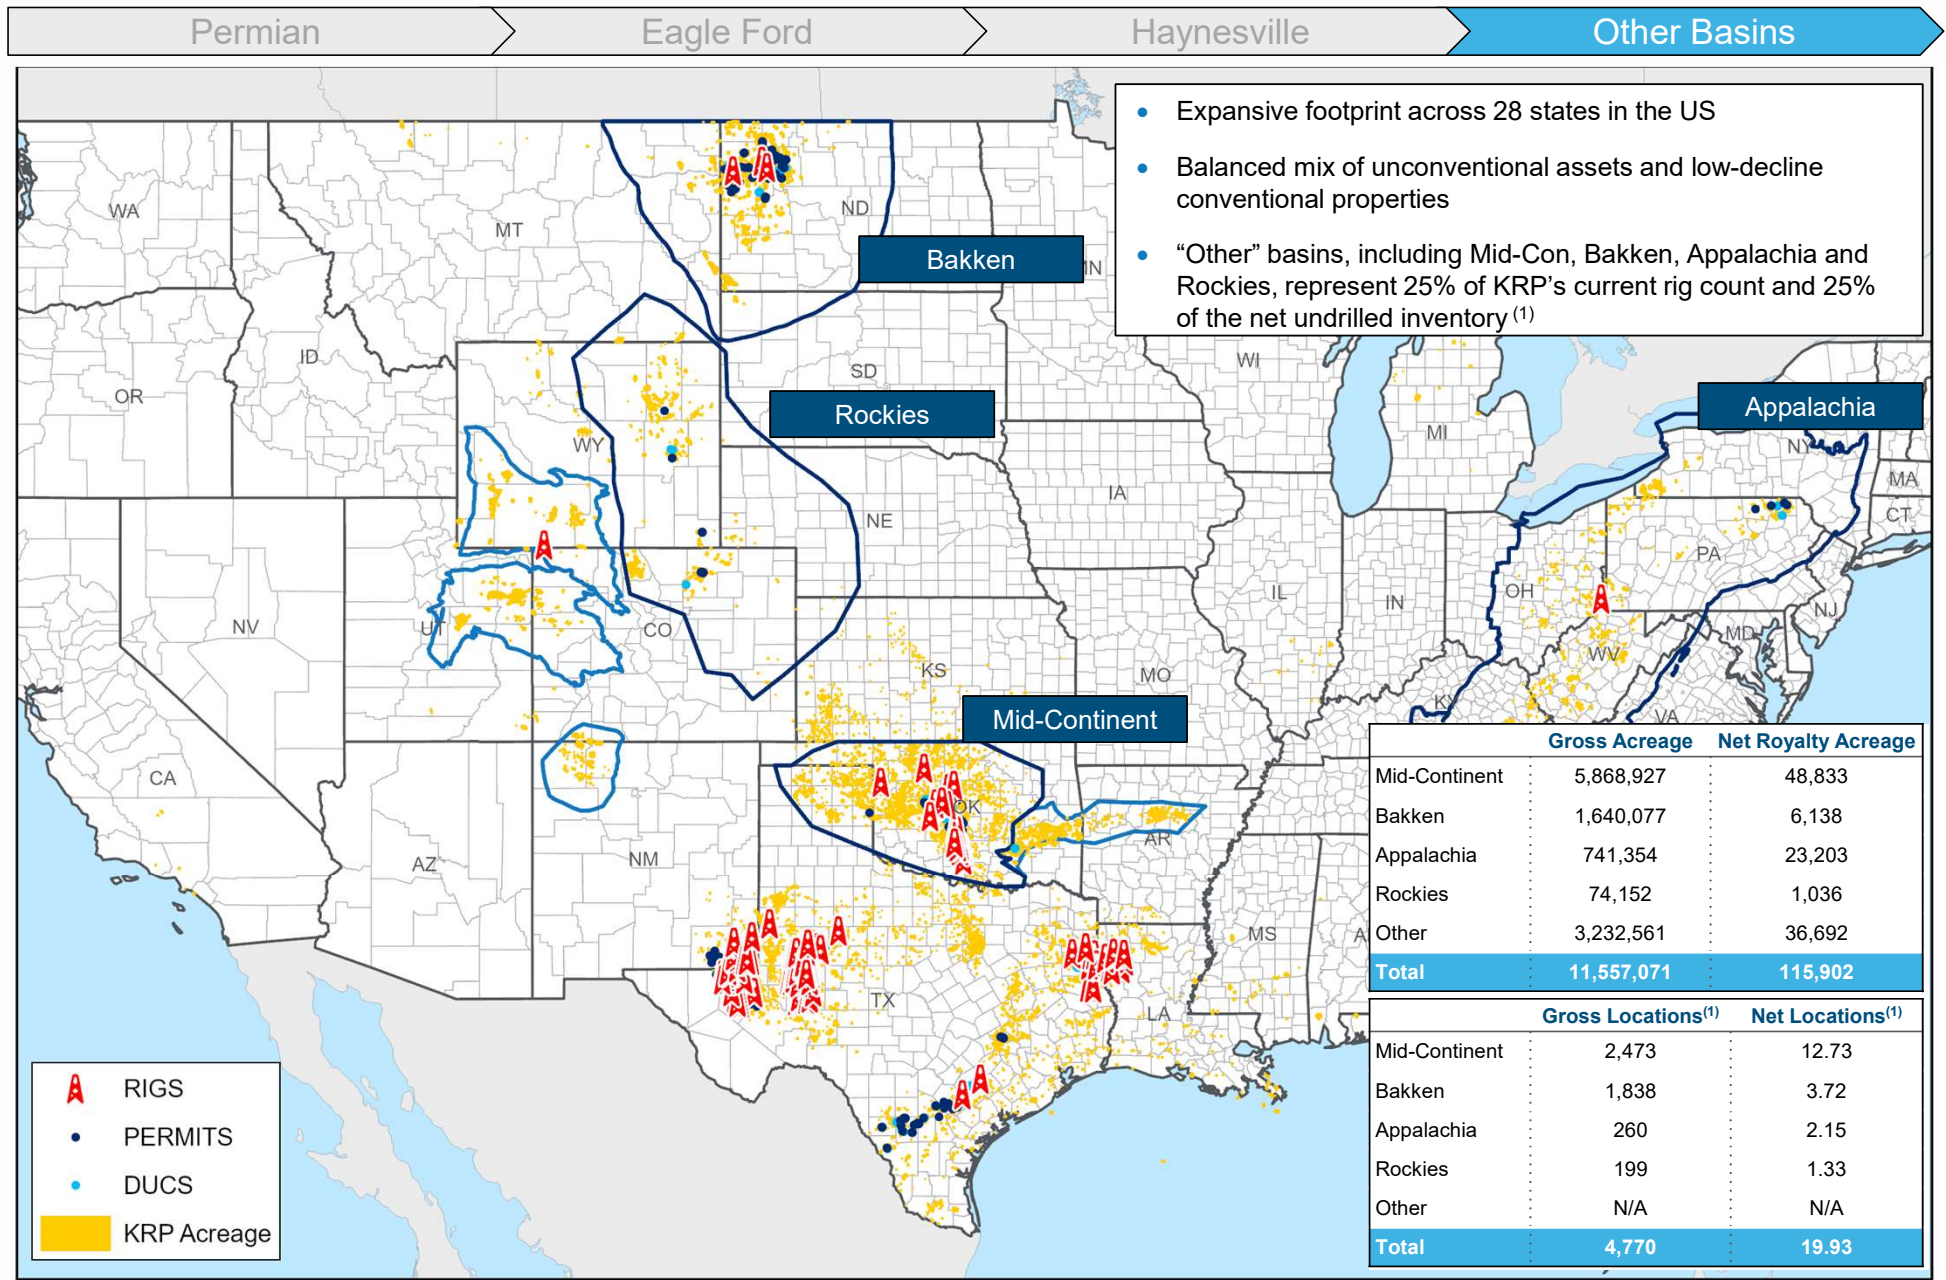 Permian
Eagle Ford
Haynesville
Other Basins
• Expansive footprint across 28 states in the US
• Balanced mix of unconventional assets and low-decline
conventional properties
• “Other” basins, including Mid-Con, Bakken, Appalachia and
Rockies, represent 25% of KRP’s current rig count and 25%
of the net undrilled inventory (1)
WA
MT
ND
Bakken
MN
ID
OR
SD
WI
Rockies
Appalachia
WY
MI
NY
MA
IA
NE
CT
PA
NV
UT
CO
IL
IN
OH
NJ
MD
KS
MO
WV
KY
VA
Mid-Continent
CA
OK
AR
AZ
NM
MS
A
TX
LA
Gross Acreage Net Royalty Acreage
Mid-Continent 5,868,927 48,833
Bakken 1,640,077 6,138
Appalachia 741,354 23,203
Rockies 74,152 1,036
Other 3,232,561 36,692
Total 11,557,071 115,902
Gross Locations(1) Net Locations(1)
Mid-Continent 2,473 12.73
Bakken 1,838 3.72
Appalachia 260 2.15
Rockies 199 1.33
Other N/A N/A
Total 4,770 19.93
RIGS
PERMITS
DUCS
KRP Acreage